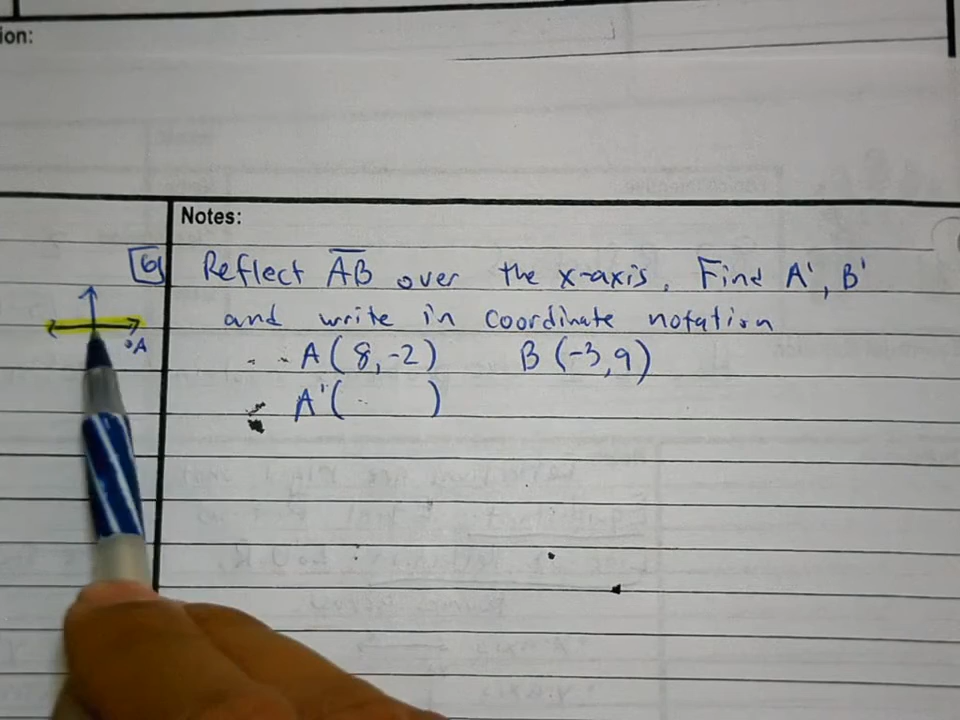 ion:
Notes:
6 Reflect AB over the x-axis. Find A', B'
and write in coordinate notation
A (8,-2) B (-3,9)
A' ( )
A